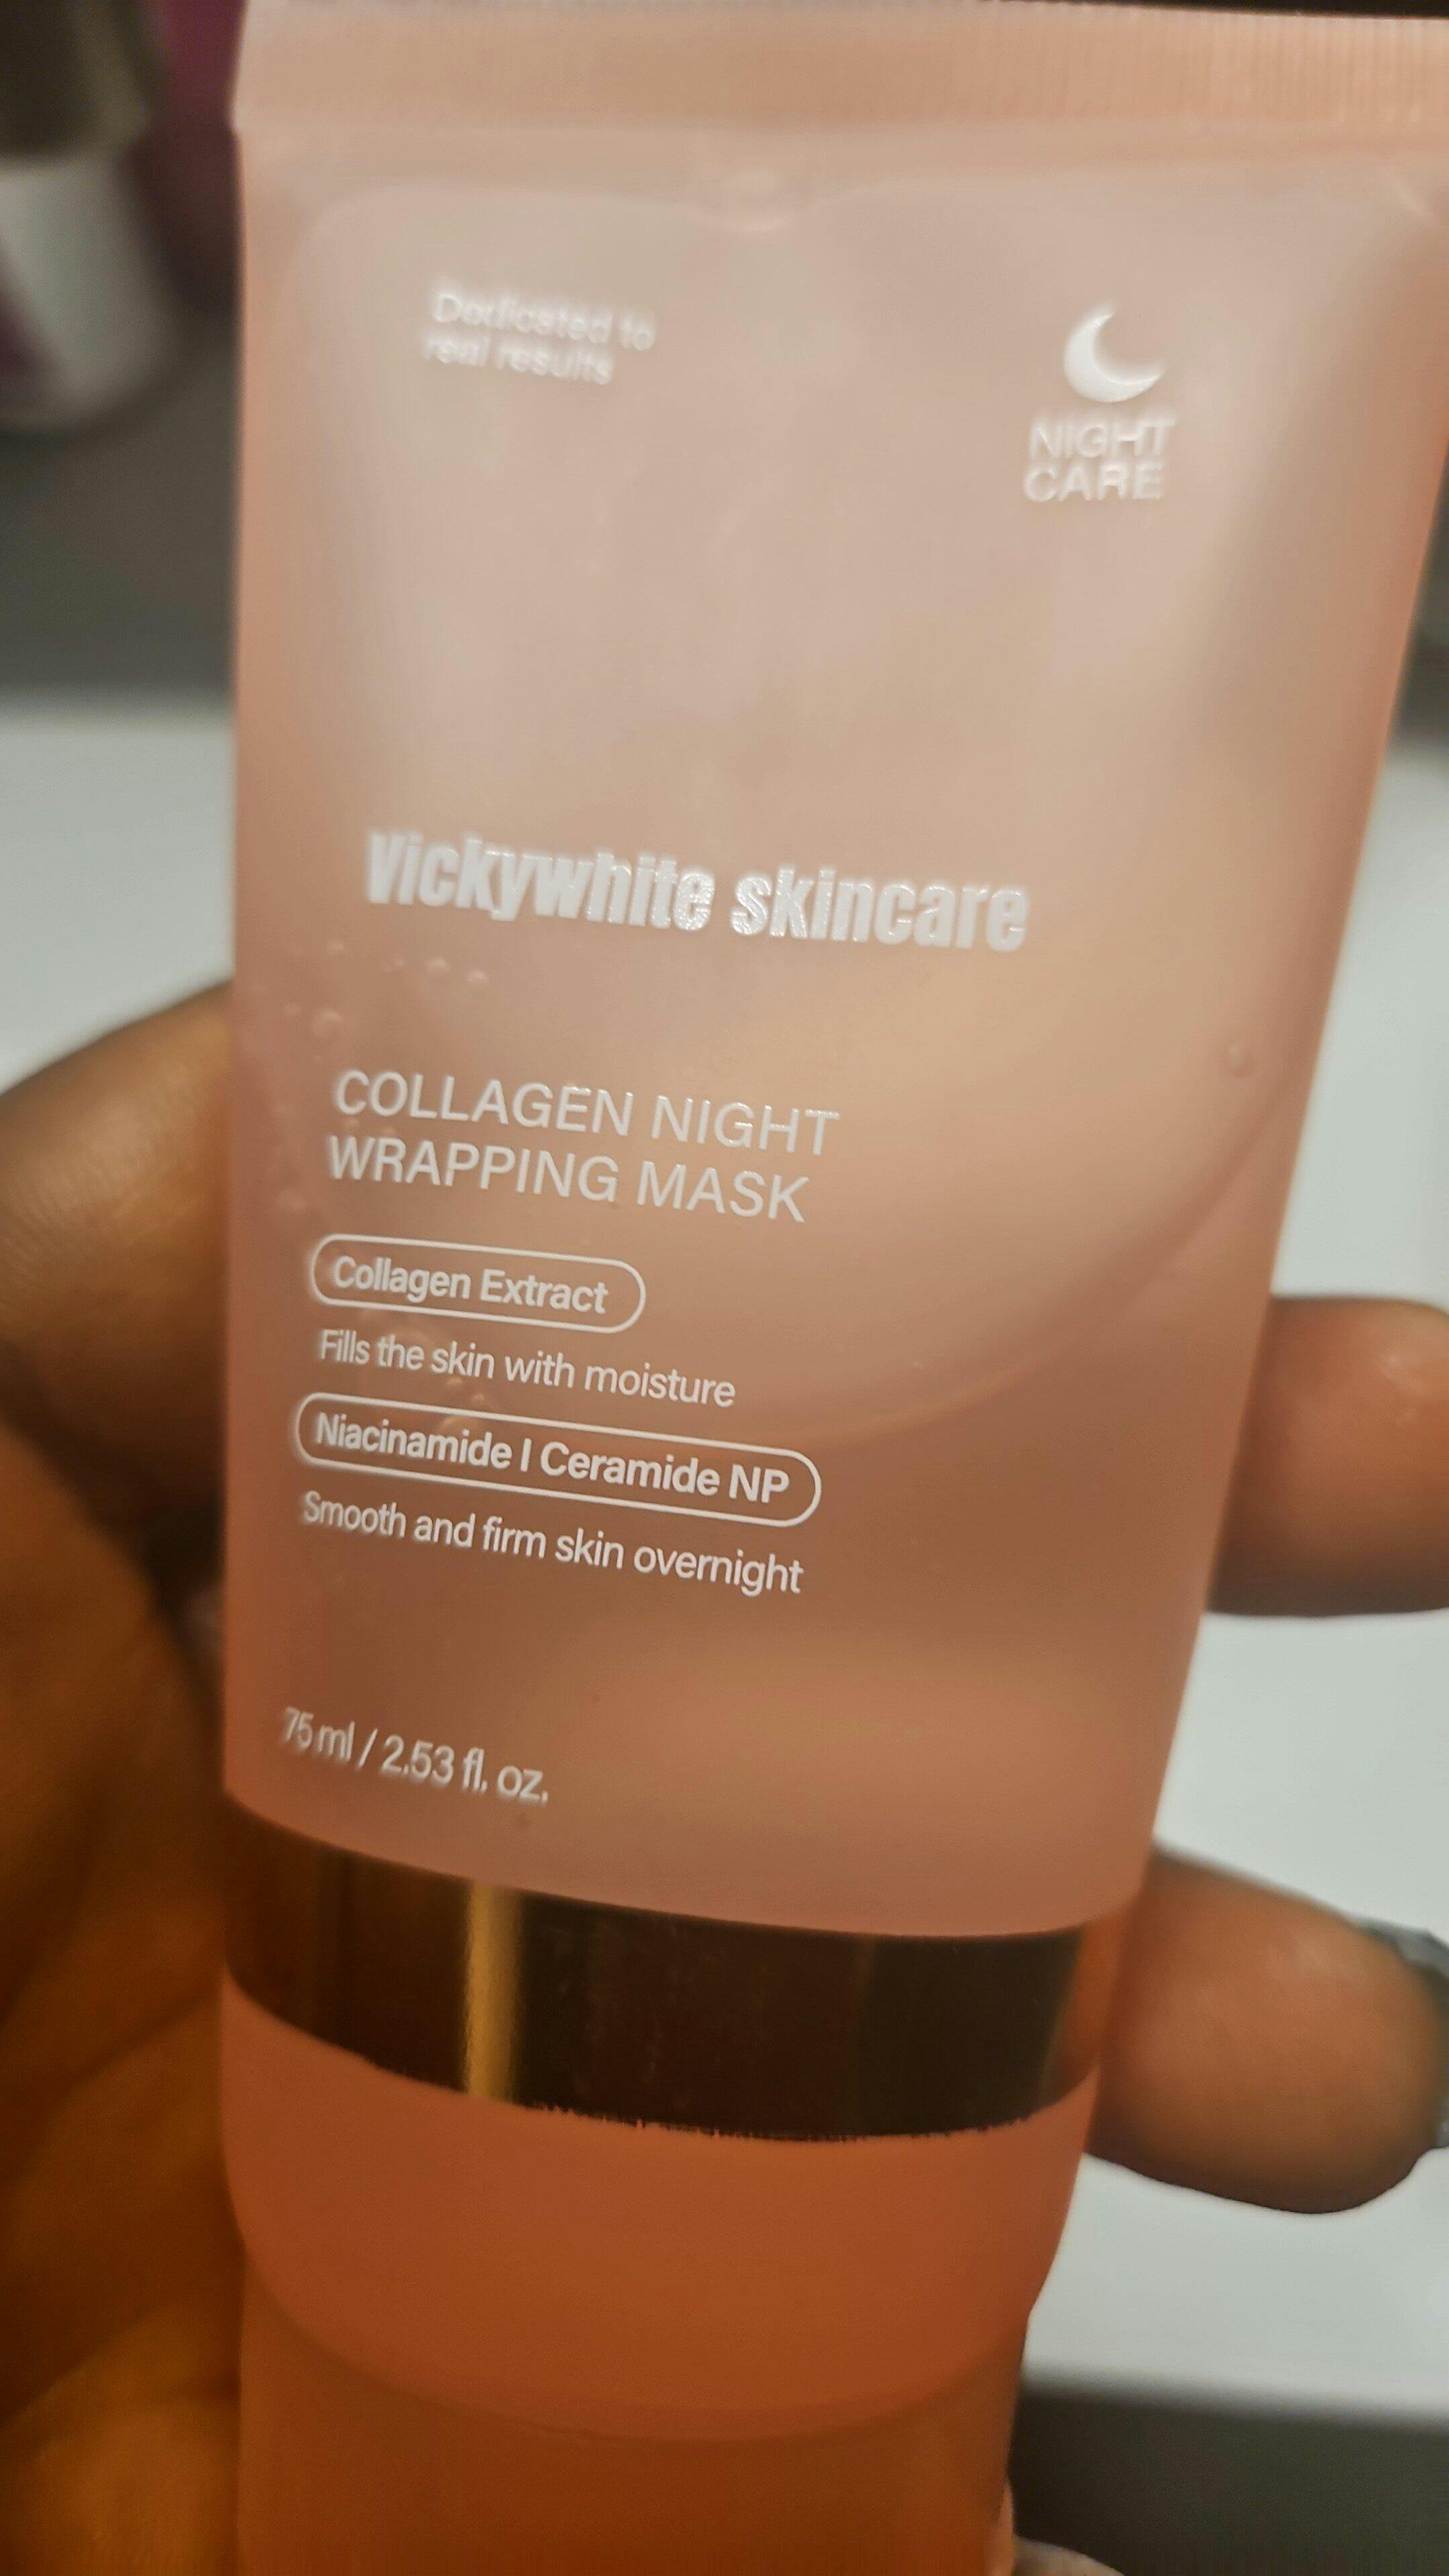 Dedicated to
real results
NIGHT
CARE
Vickywhite skincare
COLLAGEN NIGHT
WRAPPING MASK
Collagen Extract
Fills the skin with moisture
Niacinamide | Ceramide NP
Smooth and firm skin overnight
75 ml / 2.53 fl. oz.